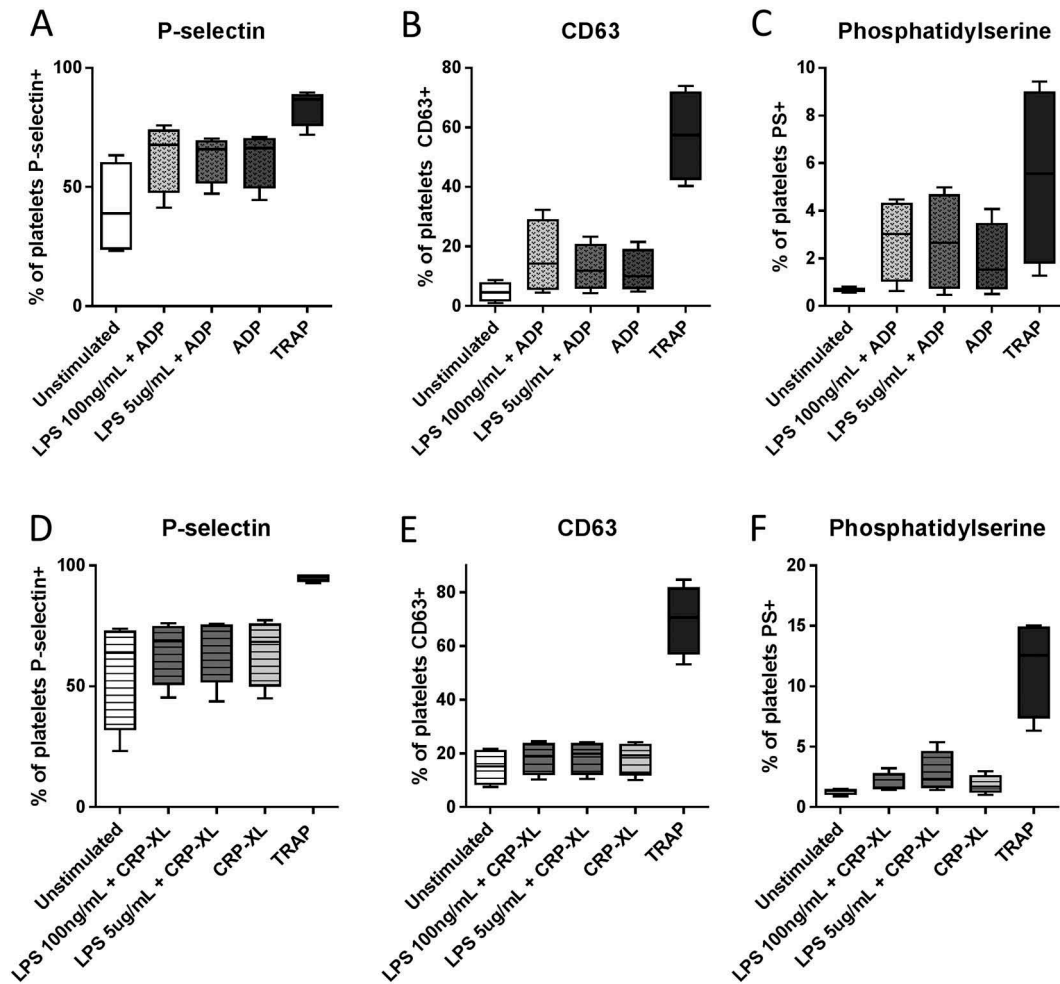 A
P-selectin
% of platelets P-selectin+
100
50
0
Unstimulated
LPS 100ng/mL + ADP
LPS 5ug/mL + ADP
ADP
TRAP
B
CD63
% of platelets CD63+
80
60
40
20
0
Unstimulated
LPS 100ng/mL + ADP
LPS 5ug/mL + ADP
ADP
TRAP
C
Phosphatidylserine
% of platelets PS+
10
8
6
4
2
0
Unstimulated
LPS 100ng/mL + ADP
LPS 5ug/mL + ADP
ADP
TRAP
D
P-selectin
% of platelets P-selectin+
100
50
0
Unstimulated
LPS 100ng/mL + CRP-XL
LPS 5ug/mL + CRP-XL
CRP-XL
TRAP
E
CD63
% of platelets CD63+
80
60
40
20
0
Unstimulated
LPS 100ng/mL + CRP-XL
LPS 5ug/mL + CRP-XL
CRP-XL
TRAP
F
Phosphatidylserine
% of platelets PS+
20
15
10
5
0
Unstimulated
LPS 100ng/mL + CRP-XL
LPS 5ug/mL + CRP-XL
CRP-XL
TRAP